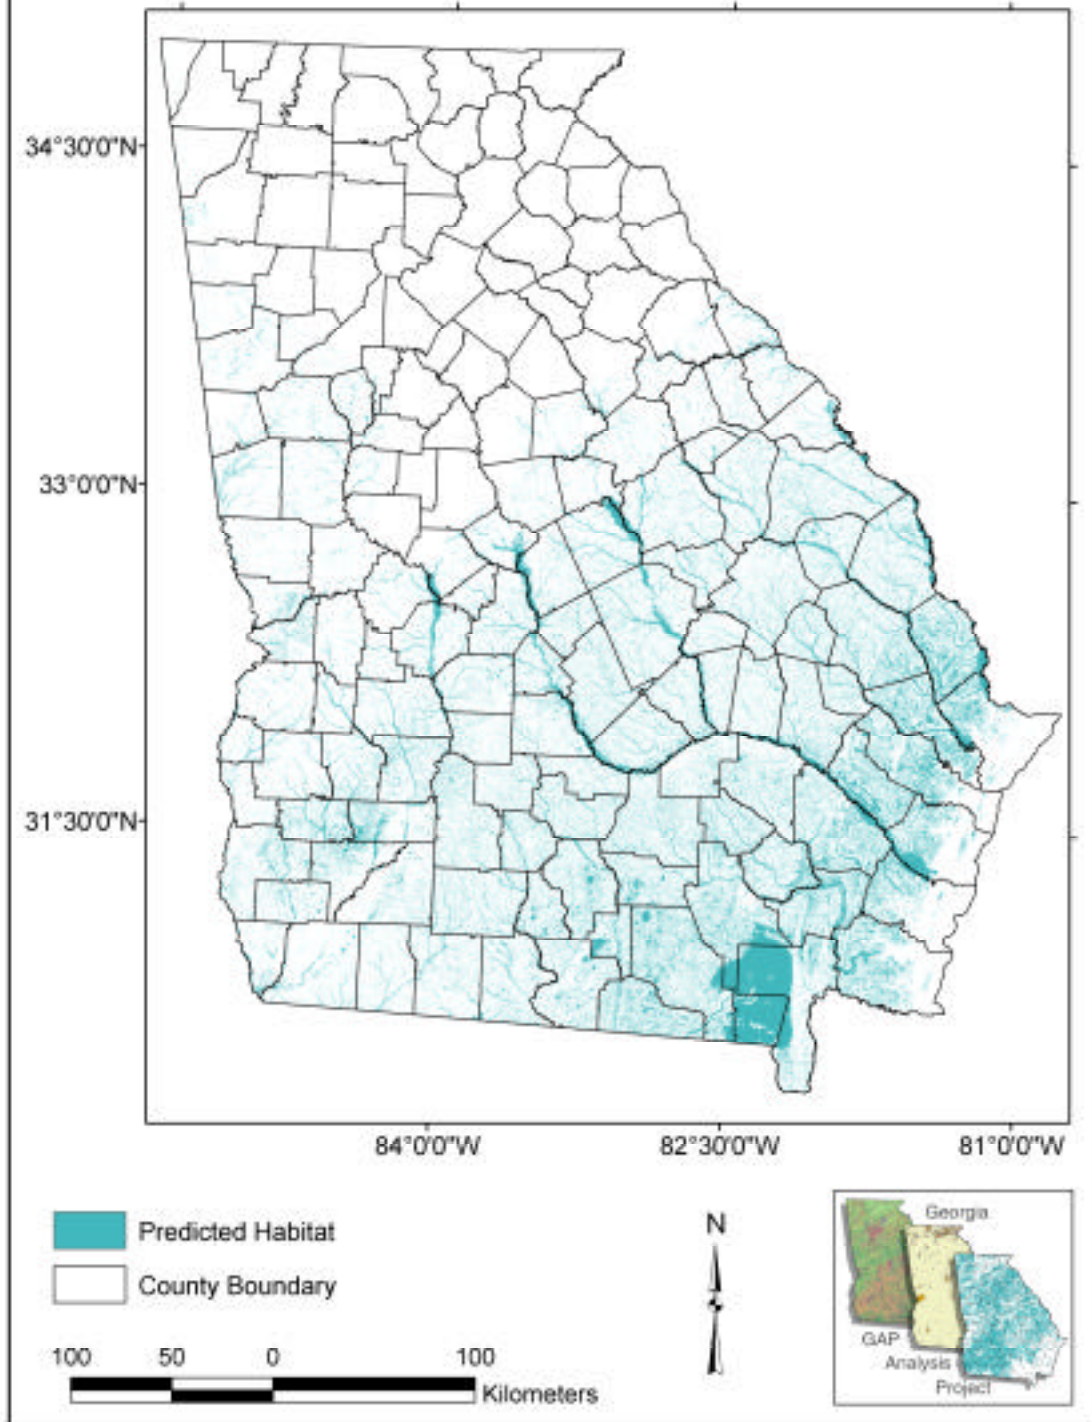 34°30'0"N
33°0'0"N
31°30'0"N
84°0'0"W 82°30'0"W 81°0'0"W
Predicted Habitat
County Boundary
100 50 0 100
Kilometers
N
Georgia
GAP
Analysis
Project